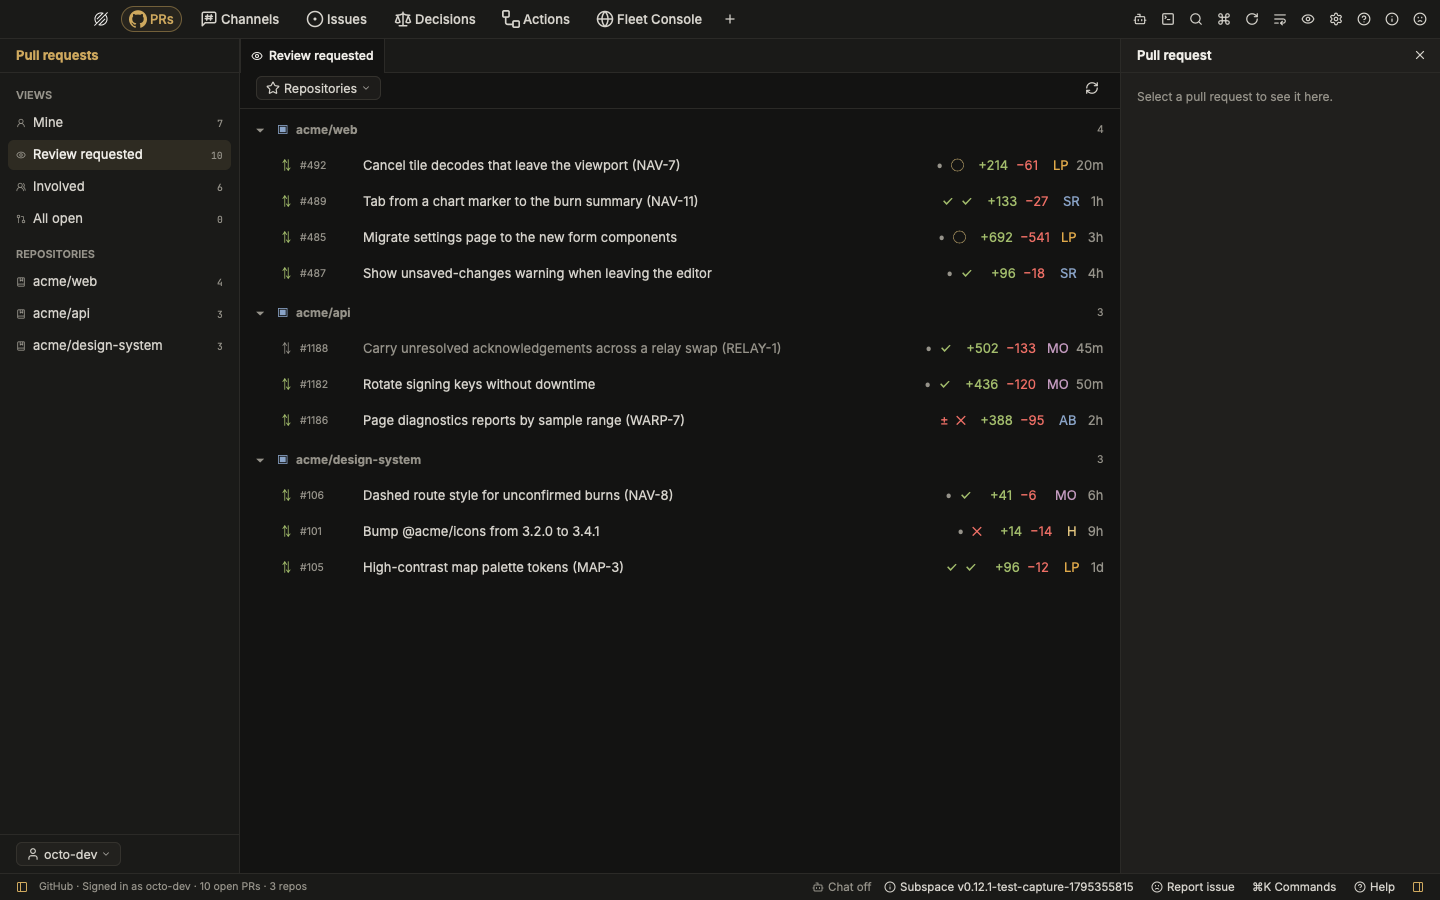 PRs Channels Issues Decisions Actions Fleet Console
Pull requests
VIEWS
Mine 7
Review requested 10
Involved 6
All open 0
REPOSITORIES
acme/web 4
acme/api 3
acme/design-system 3
octo-dev
Review requested
Repositories
acme/web 4
#492 Cancel tile decodes that leave the viewport (NAV-7) +214 −61 LP 20m
#489 Tab from a chart marker to the burn summary (NAV-11) +133 −27 SR 1h
#485 Migrate settings page to the new form components +692 −541 LP 3h
#487 Show unsaved-changes warning when leaving the editor +96 −18 SR 4h
acme/api 3
#1188 Carry unresolved acknowledgements across a relay swap (RELAY-1) +502 −133 MO 45m
#1182 Rotate signing keys without downtime +436 −120 MO 50m
#1186 Page diagnostics reports by sample range (WARP-7) ± +388 −95 AB 2h
acme/design-system 3
#106 Dashed route style for unconfirmed burns (NAV-8) +41 −6 MO 6h
#101 Bump @acme/icons from 3.2.0 to 3.4.1 +14 −14 H 9h
#105 High-contrast map palette tokens (MAP-3) +96 −12 LP 1d
Pull request
Select a pull request to see it here.
GitHub · Signed in as octo-dev · 10 open PRs · 3 repos
Chat off Subspace v0.12.1-test-capture-1795355815 Report issue ⌘K Commands Help